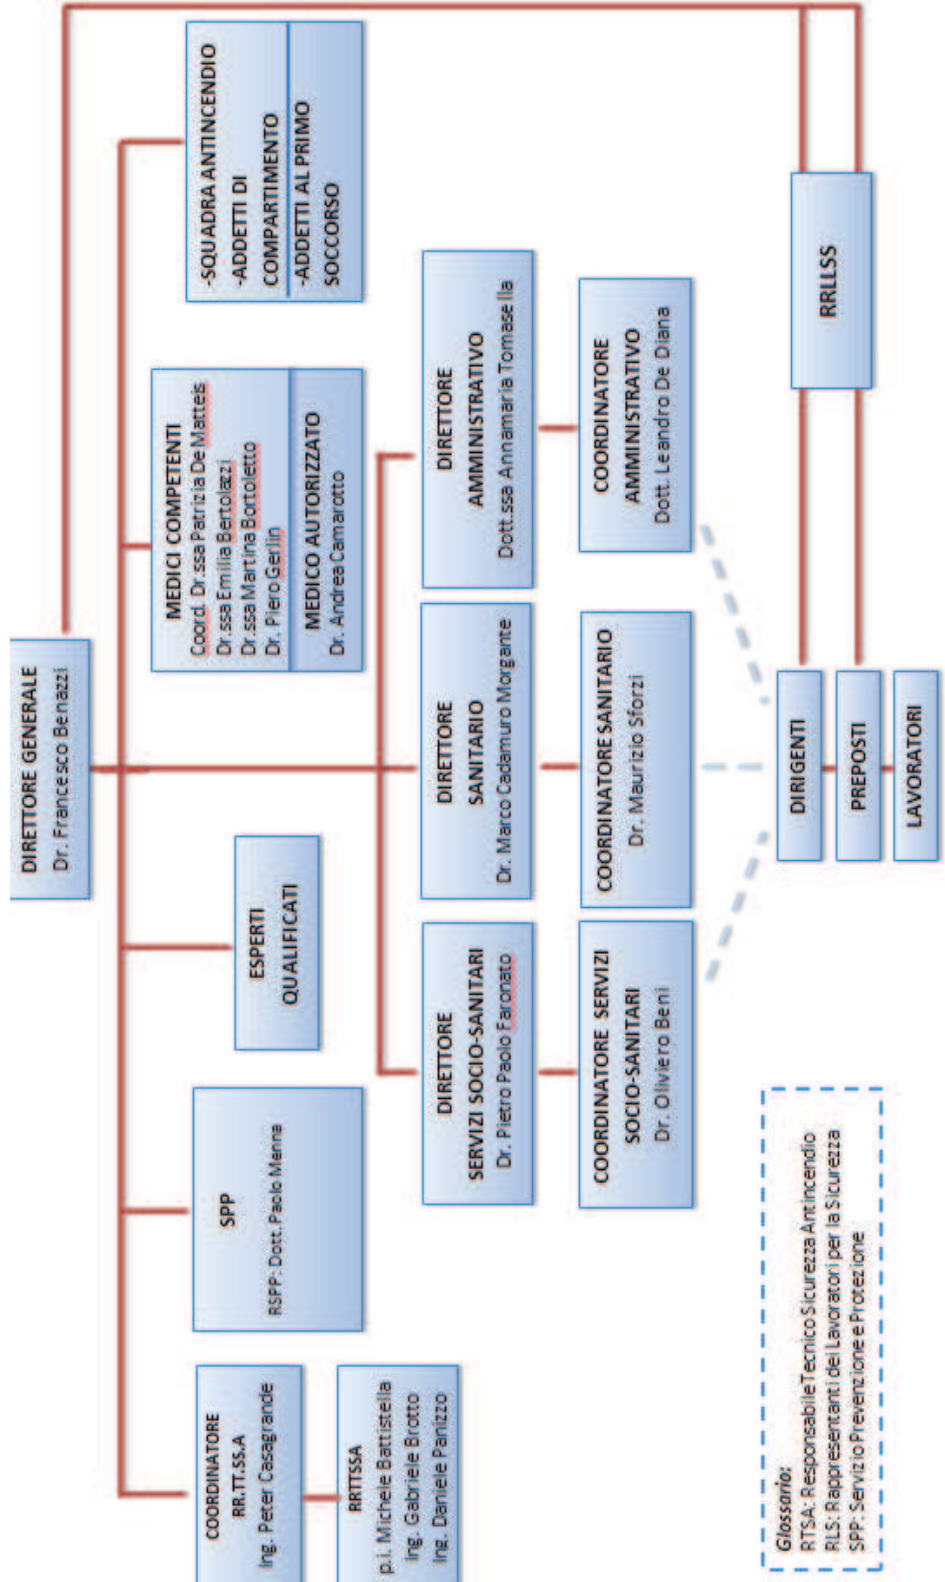 DIRETTORE GENERALE
Dr. Francesco Benazzi
COORDINATORE
RR.TT.SS.A
Ing. Peter Casagrande
RRTTSSA
p.i. Michele Battistella
Ing. Gabriele Brotto
Ing. Daniele Panizzo
SPP
RSPP: Dott. Paolo Menna
ESPERTI
QUALIFICATI
MEDICI COMPETENTI
Coord. Dr.ssa Patrizia De Matteis
Dr.ssa Emilia Bertolazzi
Dr.ssa Martina Bortoletto
Dr. Piero Gerlin
MEDICO AUTORIZZATO
Dr. Andrea Camarotto
-SQUADRA ANTINCENDIO
-ADDETTI DI
COMPARTIMENTO
-ADDETTI AL PRIMO
SOCCORSO
DIRETTORE
SERVIZI SOCIO-SANITARI
Dr. Pietro Paolo Faronato
DIRETTORE
SANITARIO
Dr. Marco Cadamuro Morgante
DIRETTORE
AMMINISTRATIVO
Dott.ssa Annamaria Tomasella
COORDINATORE SERVIZI
SOCIO-SANITARI
Dr. Oliviero Beni
COORDINATORE SANITARIO
Dr. Maurizio Sforzi
COORDINATORE
AMMINISTRATIVO
Dott. Leandro De Diana
DIRIGENTI
PREPOSTI
LAVORATORI
RRLLSS
Glossario:
RTSA: Responsabile Tecnico Sicurezza Antincendio
RLS: Rappresentanti dei Lavoratori per la Sicurezza
SPP: Servizio Prevenzione e Protezione